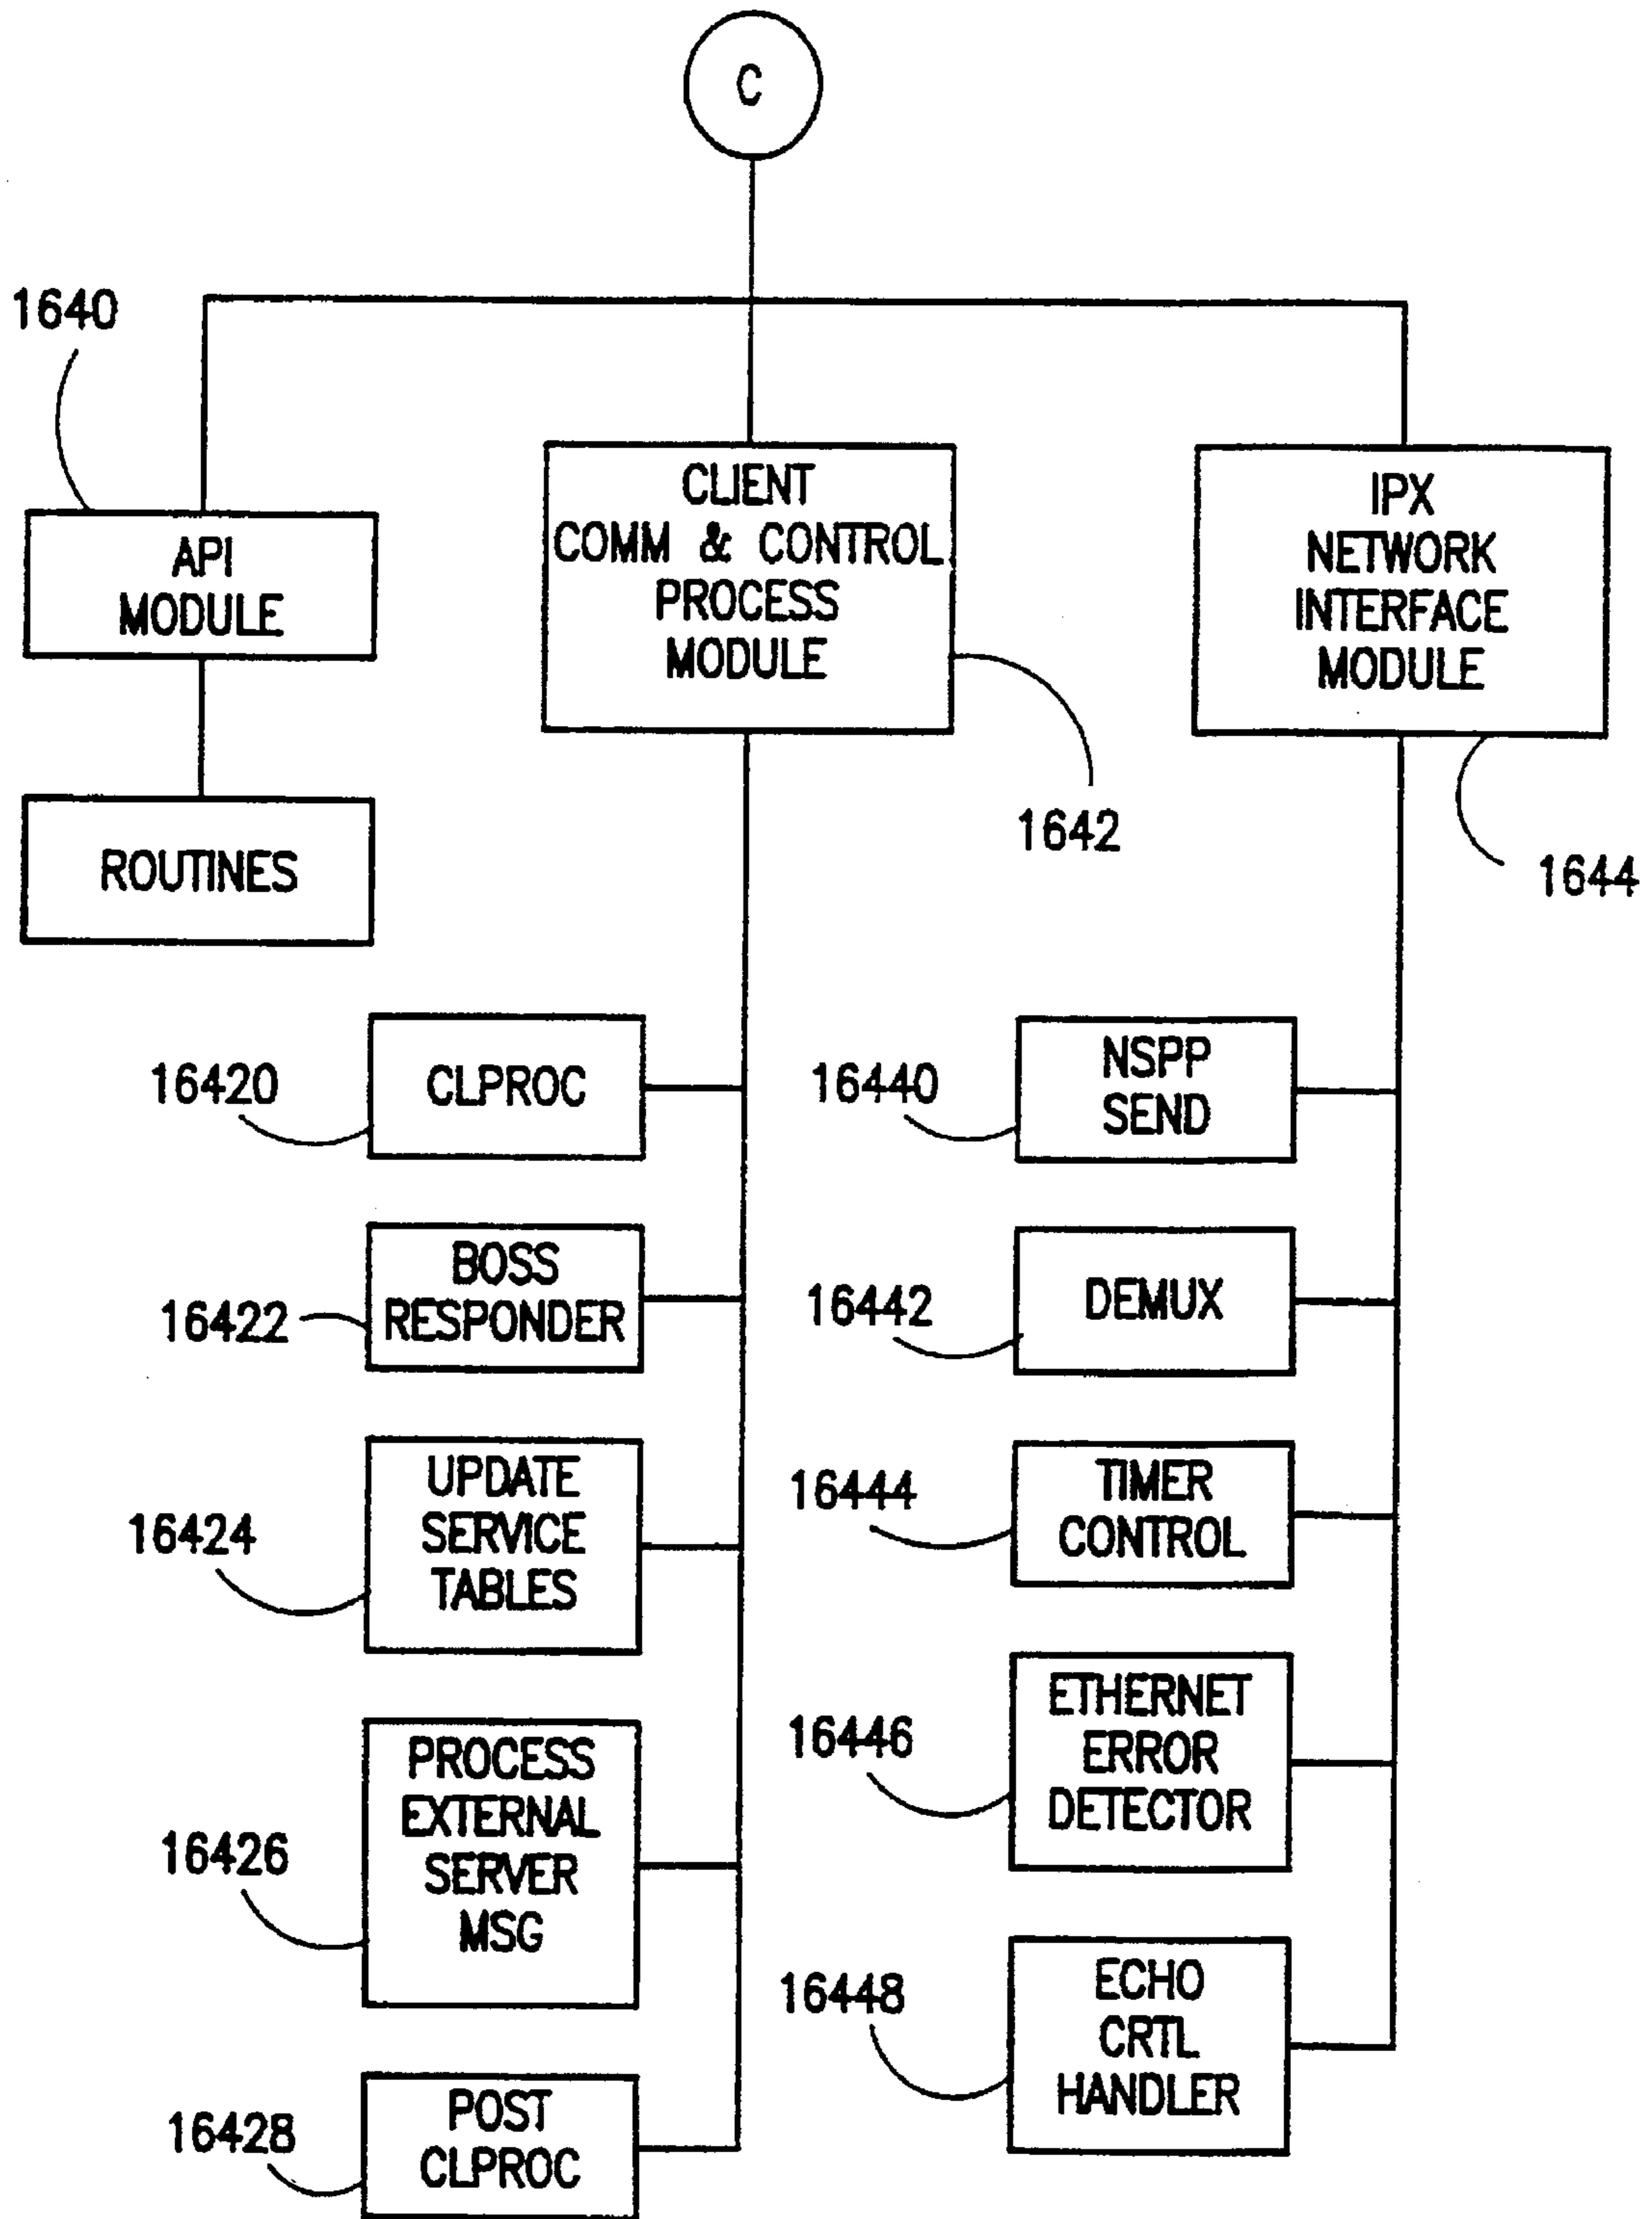 C
1640
API
MODULE
ROUTINES
CLIENT
COMM & CONTROL
PROCESS
MODULE
1642
IPX
NETWORK
INTERFACE
MODULE
1644
16420
CLPROC
16422
BOSS
RESPONDER
16424
UPDATE
SERVICE
TABLES
16426
PROCESS
EXTERNAL
SERVER
MSG
16428
POST
CLPROC
16440
NSPP
SEND
16442
DEMUX
16444
TIMER
CONTROL
16446
ETHERNET
ERROR
DETECTOR
16448
ECHO
CRTL
HANDLER